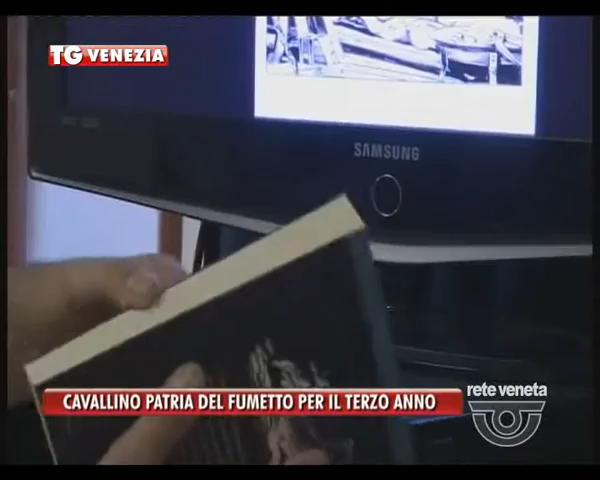 TG VENEZIA
SAMSUNG
CAVALLINO PATRIA DEL FUMETTO PER IL TERZO ANNO
rete veneta